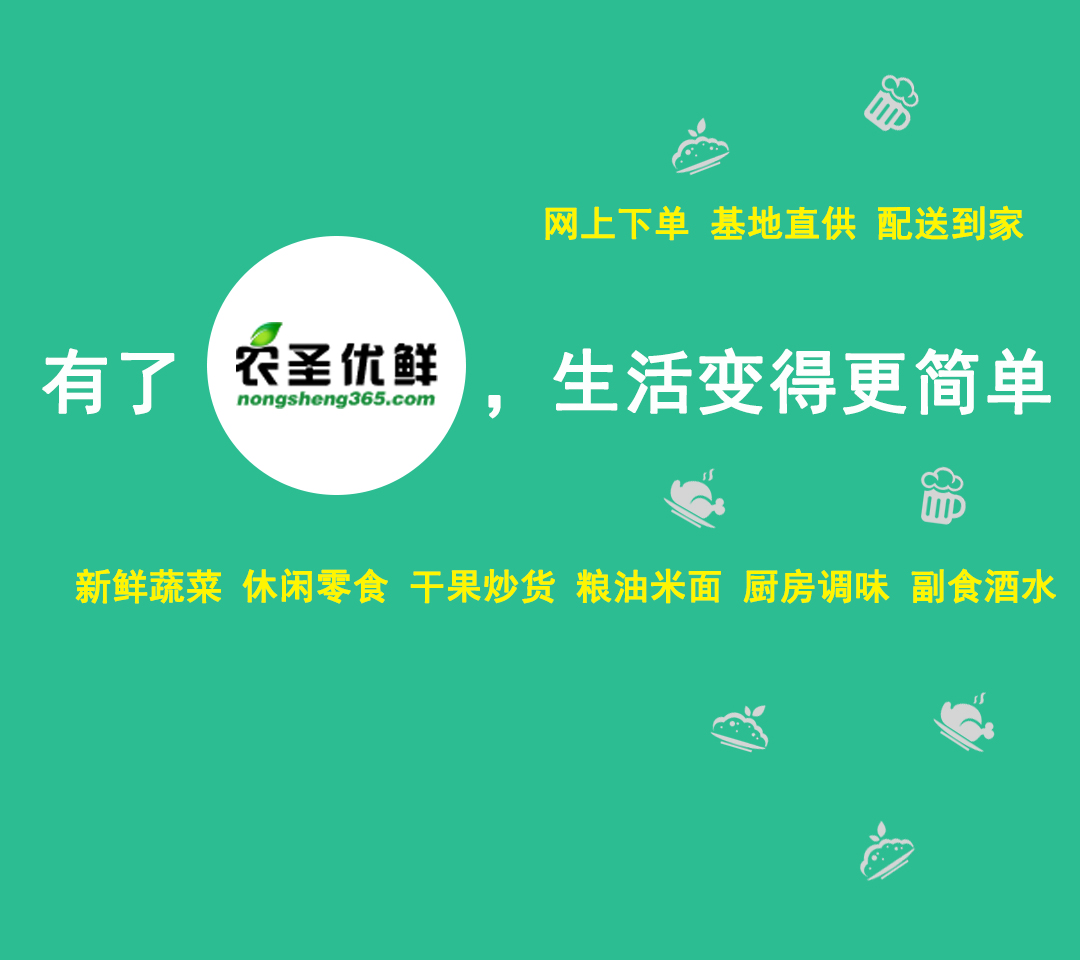 网上下单 基地直供 配送到家
有了 农圣优鲜 ，生活变得更简单
nongsheng365.com
新鲜蔬菜 休闲零食 干果炒货 粮油米面 厨房调味 副食酒水